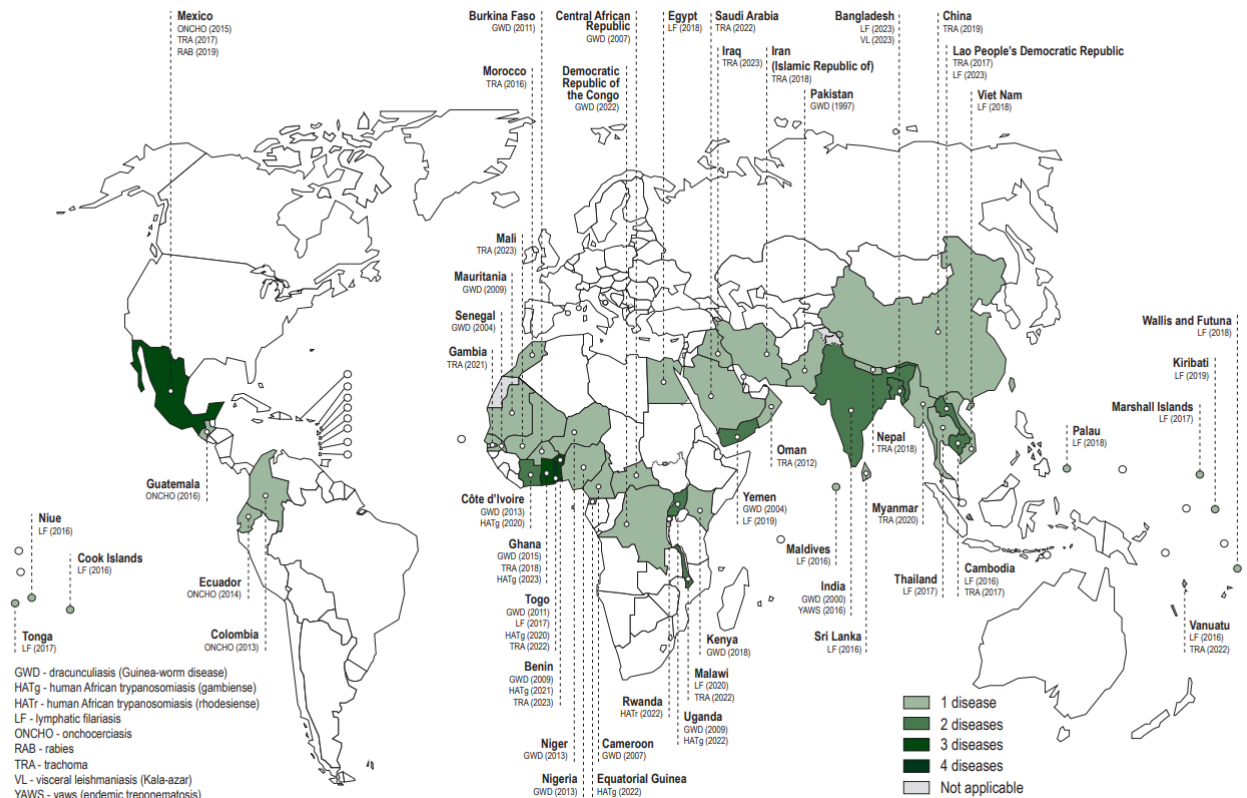 Mexico
ONCHO (2015)
TRA (2017)
RAB (2019)
Burkina Faso
GWD (2011)
Central African
Republic
GWD (2007)
Egypt
LF (2018)
Saudi Arabia
TRA (2022)
Bangladesh
LF (2023)
VL (2023)
China
TRA (2019)
Morocco
TRA (2016)
Democratic
Republic of
the Congo
GWD (2022)
Iraq
TRA (2023)
Iran
(Islamic Republic of)
TRA (2018)
Pakistan
GWD (1997)
Lao People's Democratic Republic
TRA (2017)
LF (2023)
Viet Nam
LF (2018)
Mali
TRA (2023)
Mauritania
GWD (2009)
Senegal
GWD (2004)
Gambia
TRA (2021)
Wallis and Futuna
LF (2018)
Kiribati
LF (2019)
Marshall Islands
LF (2017)
Palau
LF (2018)
Guatemala
ONCHO (2016)
Niue
LF (2016)
Cook Islands
LF (2016)
Tonga
LF (2017)
Ecuador
ONCHO (2014)
Colombia
ONCHO (2013)
Côte d'Ivoire
GWD (2013)
HATg (2020)
Ghana
GWD (2015)
TRA (2018)
HATg (2023)
Togo
GWD (2011)
LF (2017)
HATg (2020)
TRA (2022)
Benin
GWD (2009)
HATg (2021)
TRA (2023)
Niger
GWD (2013)
Nigeria
GWD (2013)
Cameroon
GWD (2007)
Equatorial Guinea
HATg (2022)
Rwanda
HATr (2022)
Uganda
GWD (2009)
HATg (2022)
Malawi
LF (2020)
TRA (2022)
Kenya
GWD (2018)
Yemen
GWD (2004)
LF (2019)
Oman
TRA (2012)
Nepal
TRA (2018)
Myanmar
TRA (2020)
Maldives
LF (2016)
India
GWD (2000)
YAWS (2016)
Sri Lanka
LF (2016)
Thailand
LF (2017)
Cambodia
LF (2016)
TRA (2017)
Vanuatu
LF (2016)
TRA (2022)
GWD - dracunculiasis (Guinea-worm disease)
HATg - human African trypanosomiasis (gambiense)
HATr - human African trypanosomiasis (rhodesiense)
LF - lymphatic filariasis
ONCHO - onchocerciasis
RAB - rabies
TRA - trachoma
VL - visceral leishmaniasis (Kala-azar)
YAWS - yaws (endemic treponematosis)
1 disease
2 diseases
3 diseases
4 diseases
Not applicable